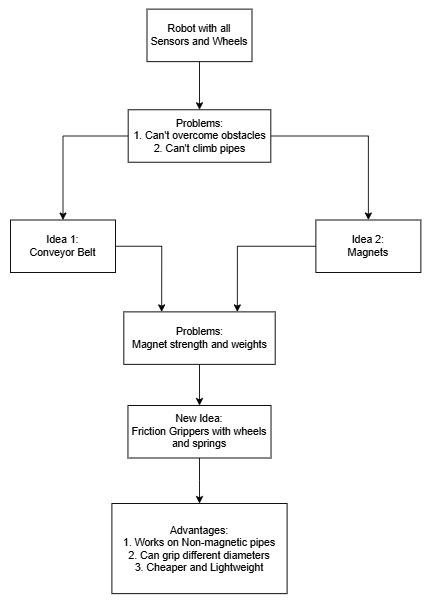 Robot with all
Sensors and Wheels
Problems:
1. Can't overcome obstacles
2. Can't climb pipes
Idea 1:
Conveyor Belt
Idea 2:
Magnets
Problems:
Magnet strength and weights
New Idea:
Friction Grippers with wheels
and springs
Advantages:
1. Works on Non-magnetic pipes
2. Can grip different diameters
3. Cheaper and Lightweight